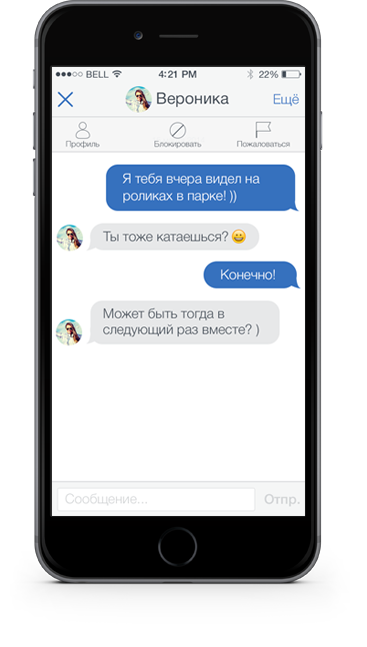 BELL 4:21 PM 22%
Вероника Ещё
Профиль Блокировать Пожаловаться
Я тебя вчера видел на
роликах в парке! ))
Ты тоже катаешься? 😀
Конечно!
Может быть тогда в
следующий раз вместе? )
Сообщение... Отпр.